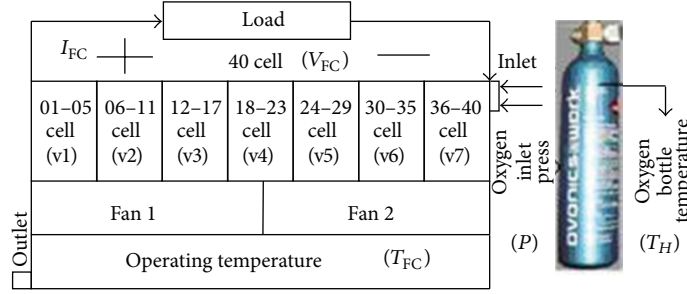 Load
I_FC
40 cell (V_FC)
Inlet
01–05 cell (v1)
06–11 cell (v2)
12–17 cell (v3)
18–23 cell (v4)
24–29 cell (v5)
30–35 cell (v6)
36–40 cell (v7)
Oxygen inlet press
(P)
ovonics work
Oxygen bottle temperature
(T_H)
Fan 1
Fan 2
Outlet
Operating temperature (T_FC)